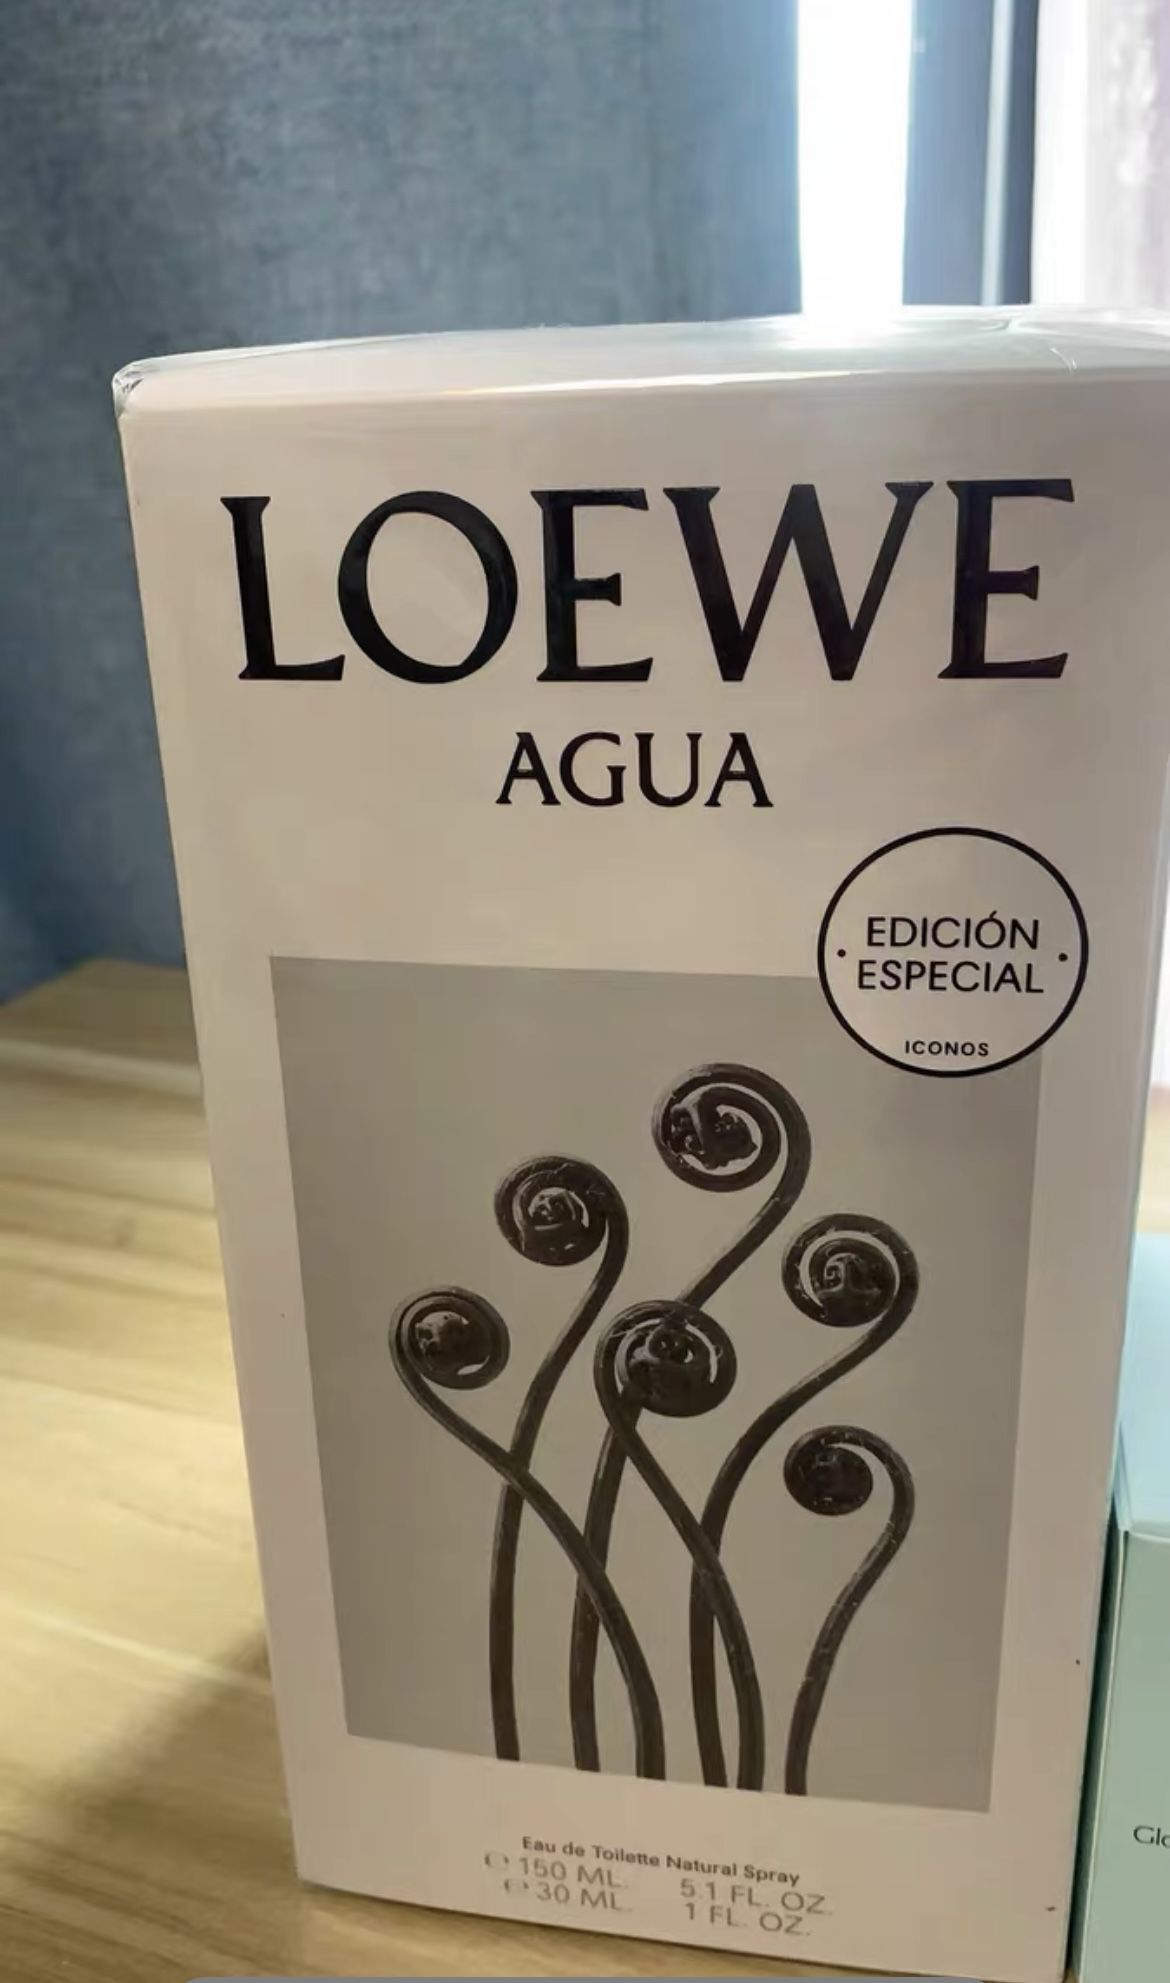 LOEWE
AGUA
EDICIÓN
ESPECIAL
ICONOS
Eau de Toilette Natural Spray
℮ 150 ML. 5.1 FL. OZ.
℮ 30 ML. 1 FL. OZ.